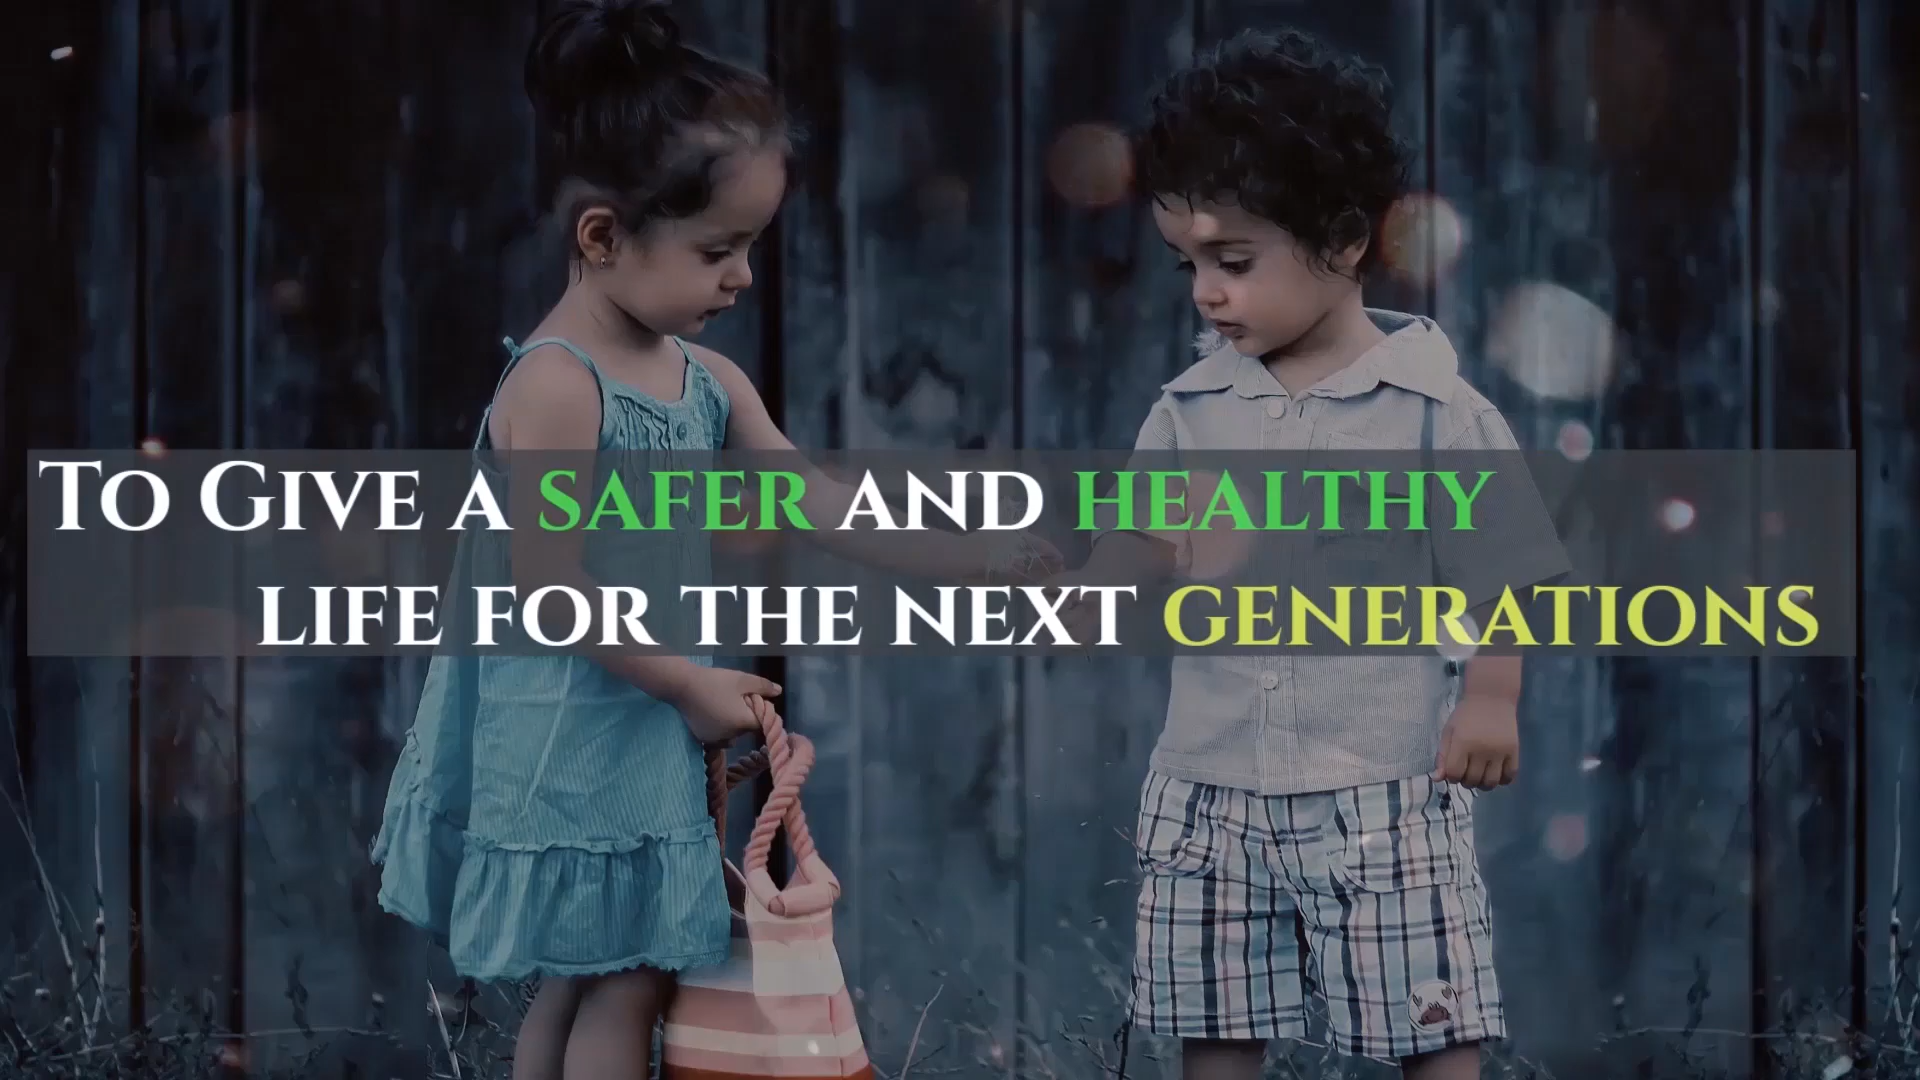 To Give a safer and healthy
life for the next generations